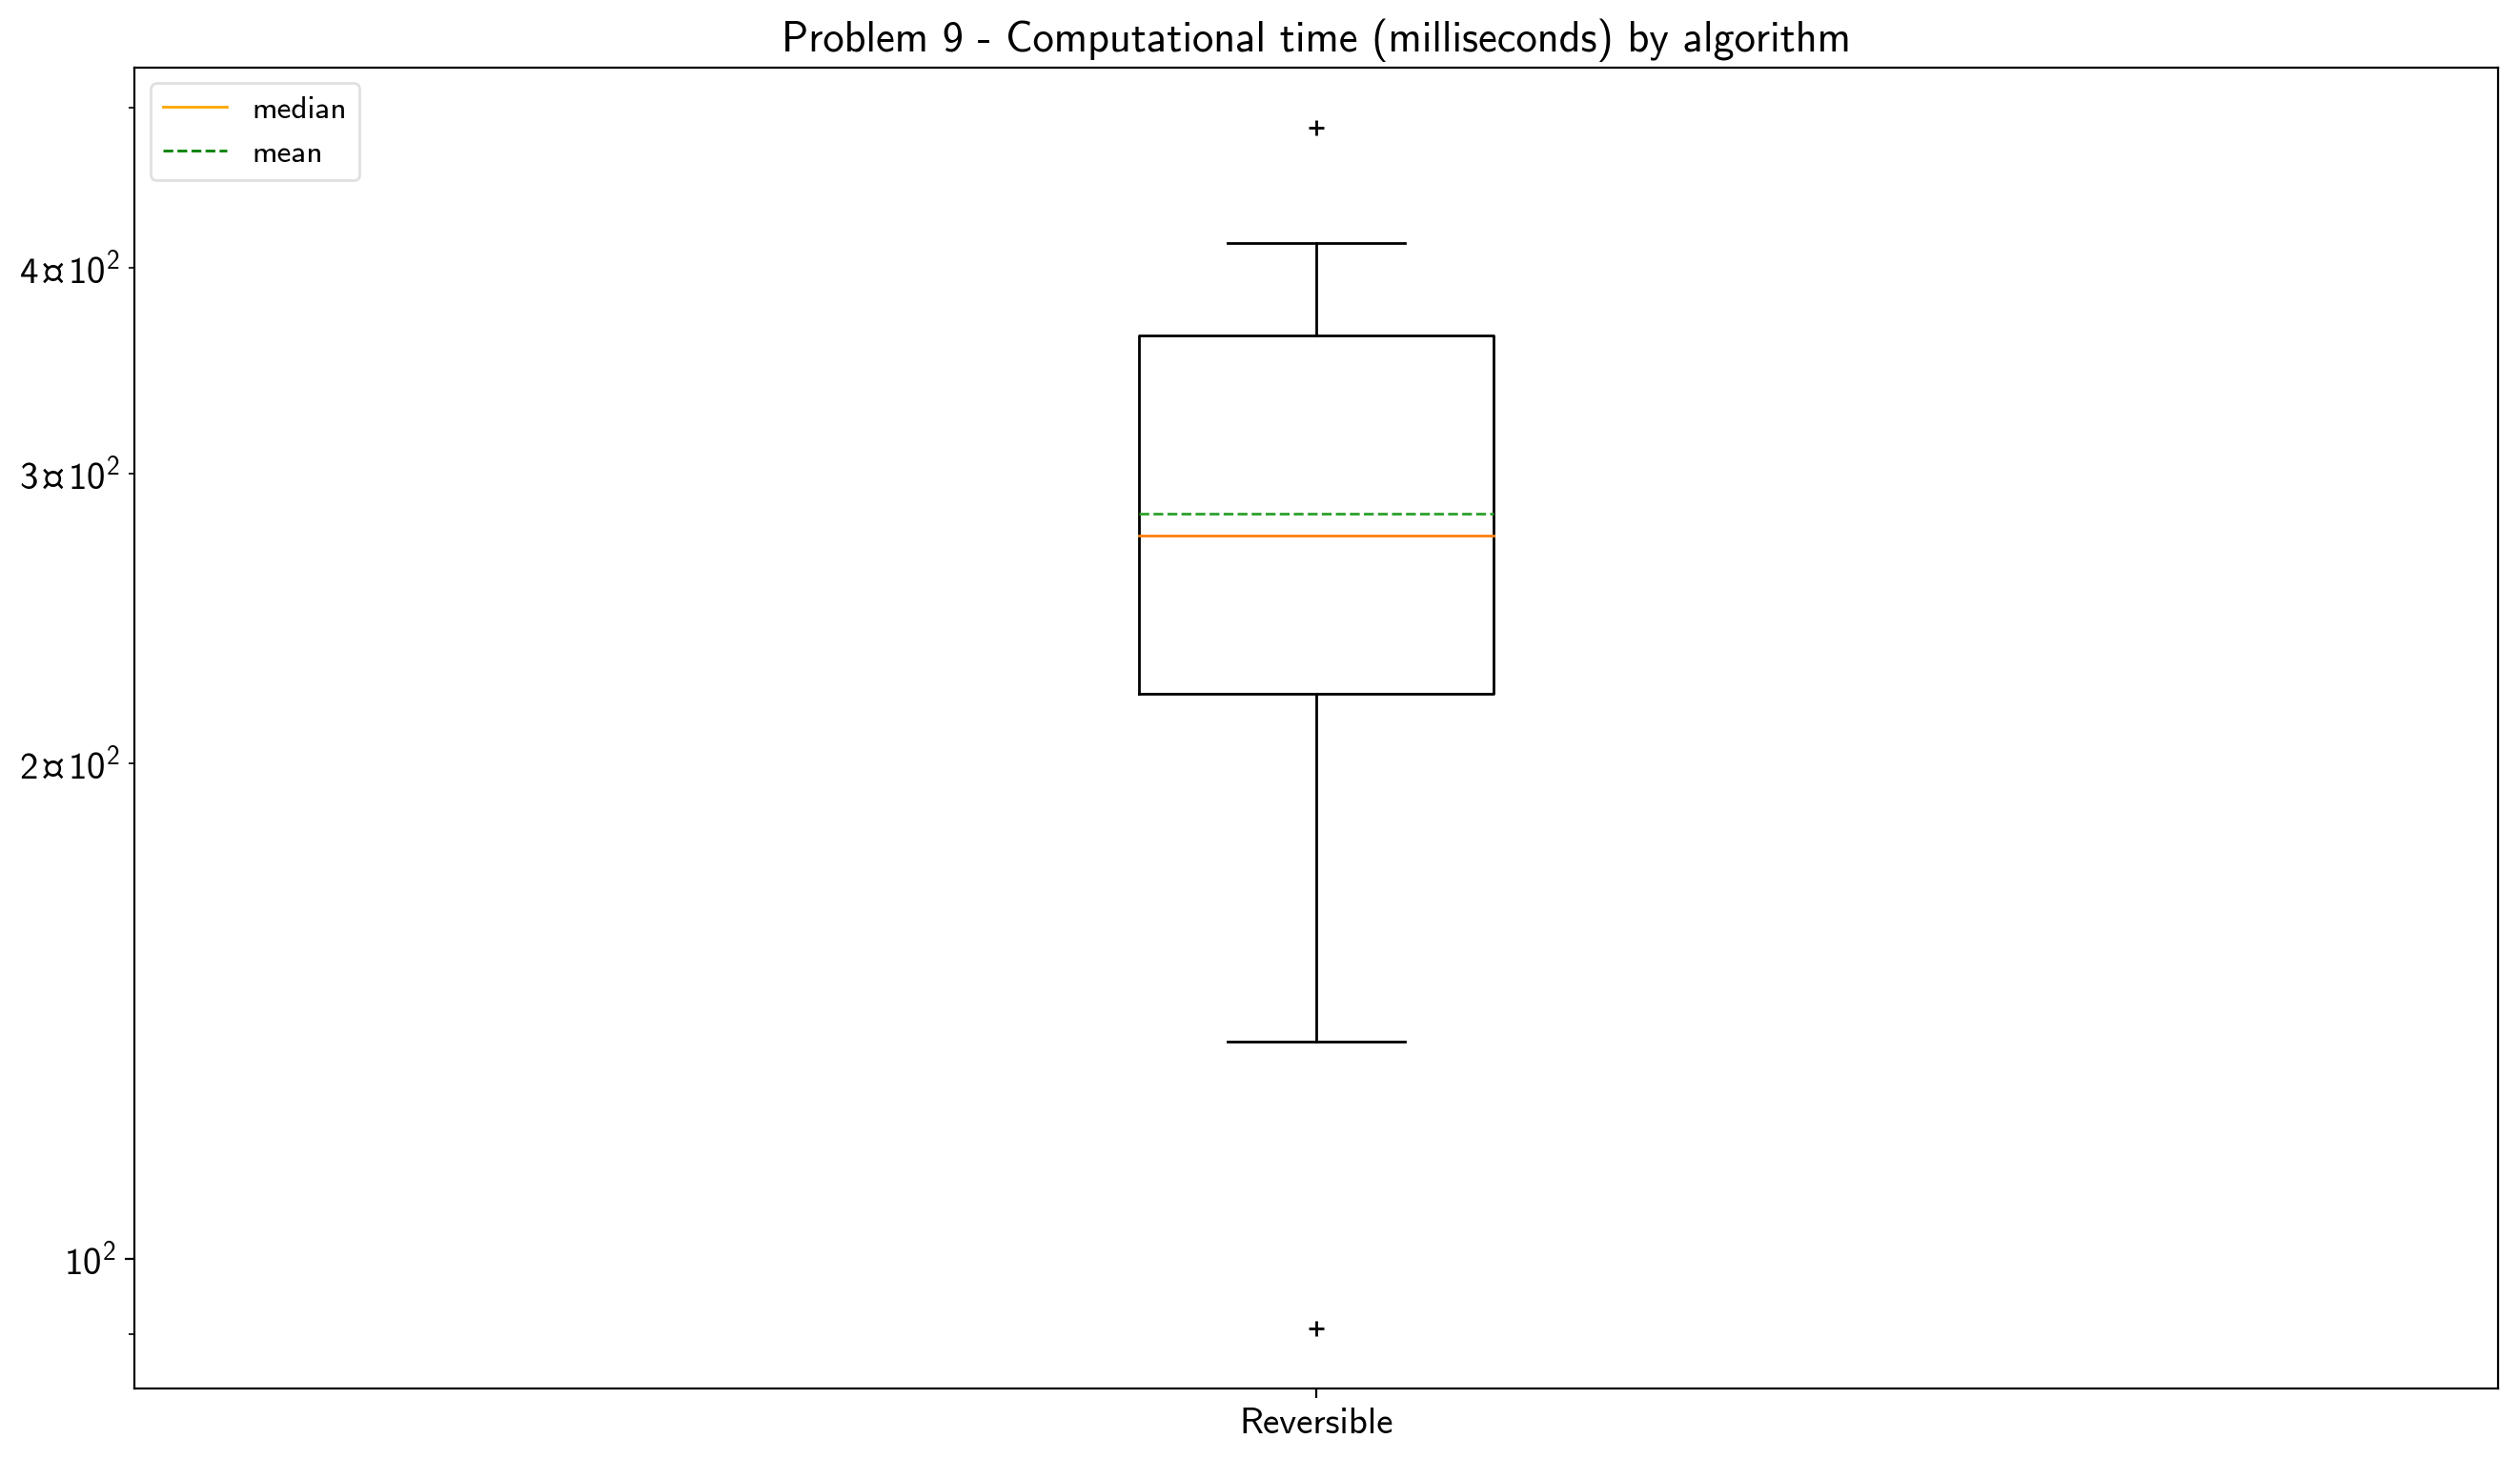 Problem 9 - Computational time (milliseconds) by algorithm
median
mean
4¤10²
3¤10²
2¤10²
10²
Reversible